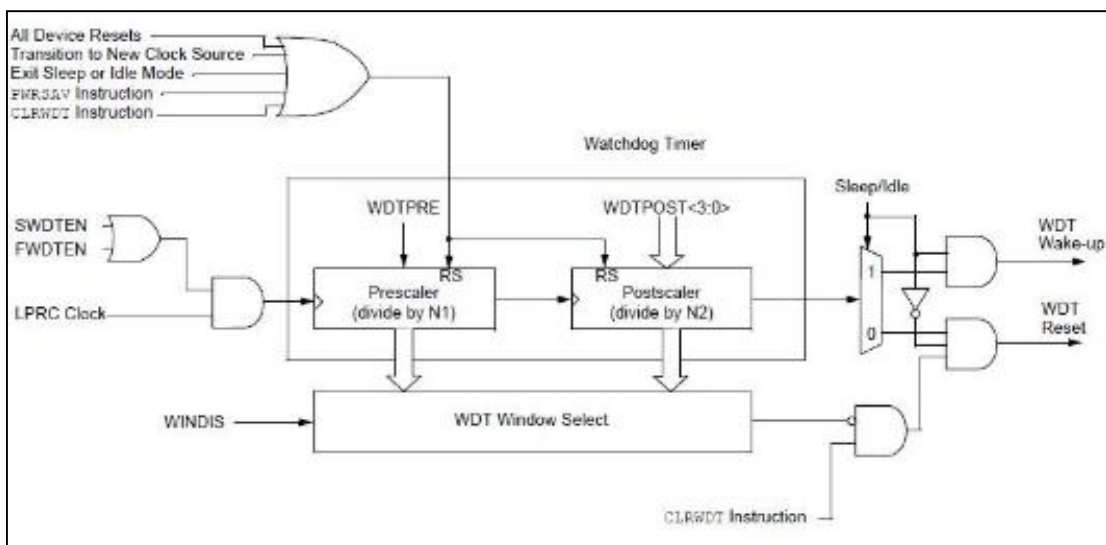 All Device Resets
Transition to New Clock Source
Exit Sleep or Idle Mode
PWRSAV Instruction
CLRWDT Instruction
Watchdog Timer
Sleep/Idle
SWDTEN
FWDTEN
WDTPRE
WDTPOST<3:0>
WDT
Wake-up
RS
RS
1
LPRC Clock
Prescaler
(divide by N1)
Postscaler
(divide by N2)
0
WDT
Reset
WINDIS
WDT Window Select
CLRWDT Instruction